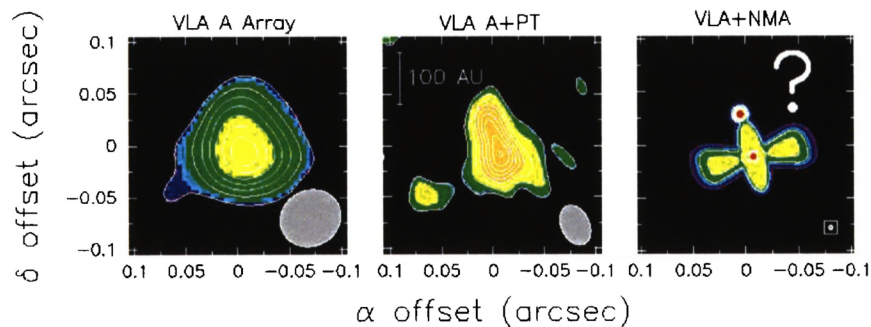 VLA A Array VLA A+PT VLA+NMA
δ offset (arcsec)
0.1
0.05
0
−0.05
−0.1
100 AU
?
0.1 0.05 0 −0.05 −0.1 0.1 0.05 0 −0.05 −0.1 0.1 0.05 0 −0.05 −0.1
α offset (arcsec)